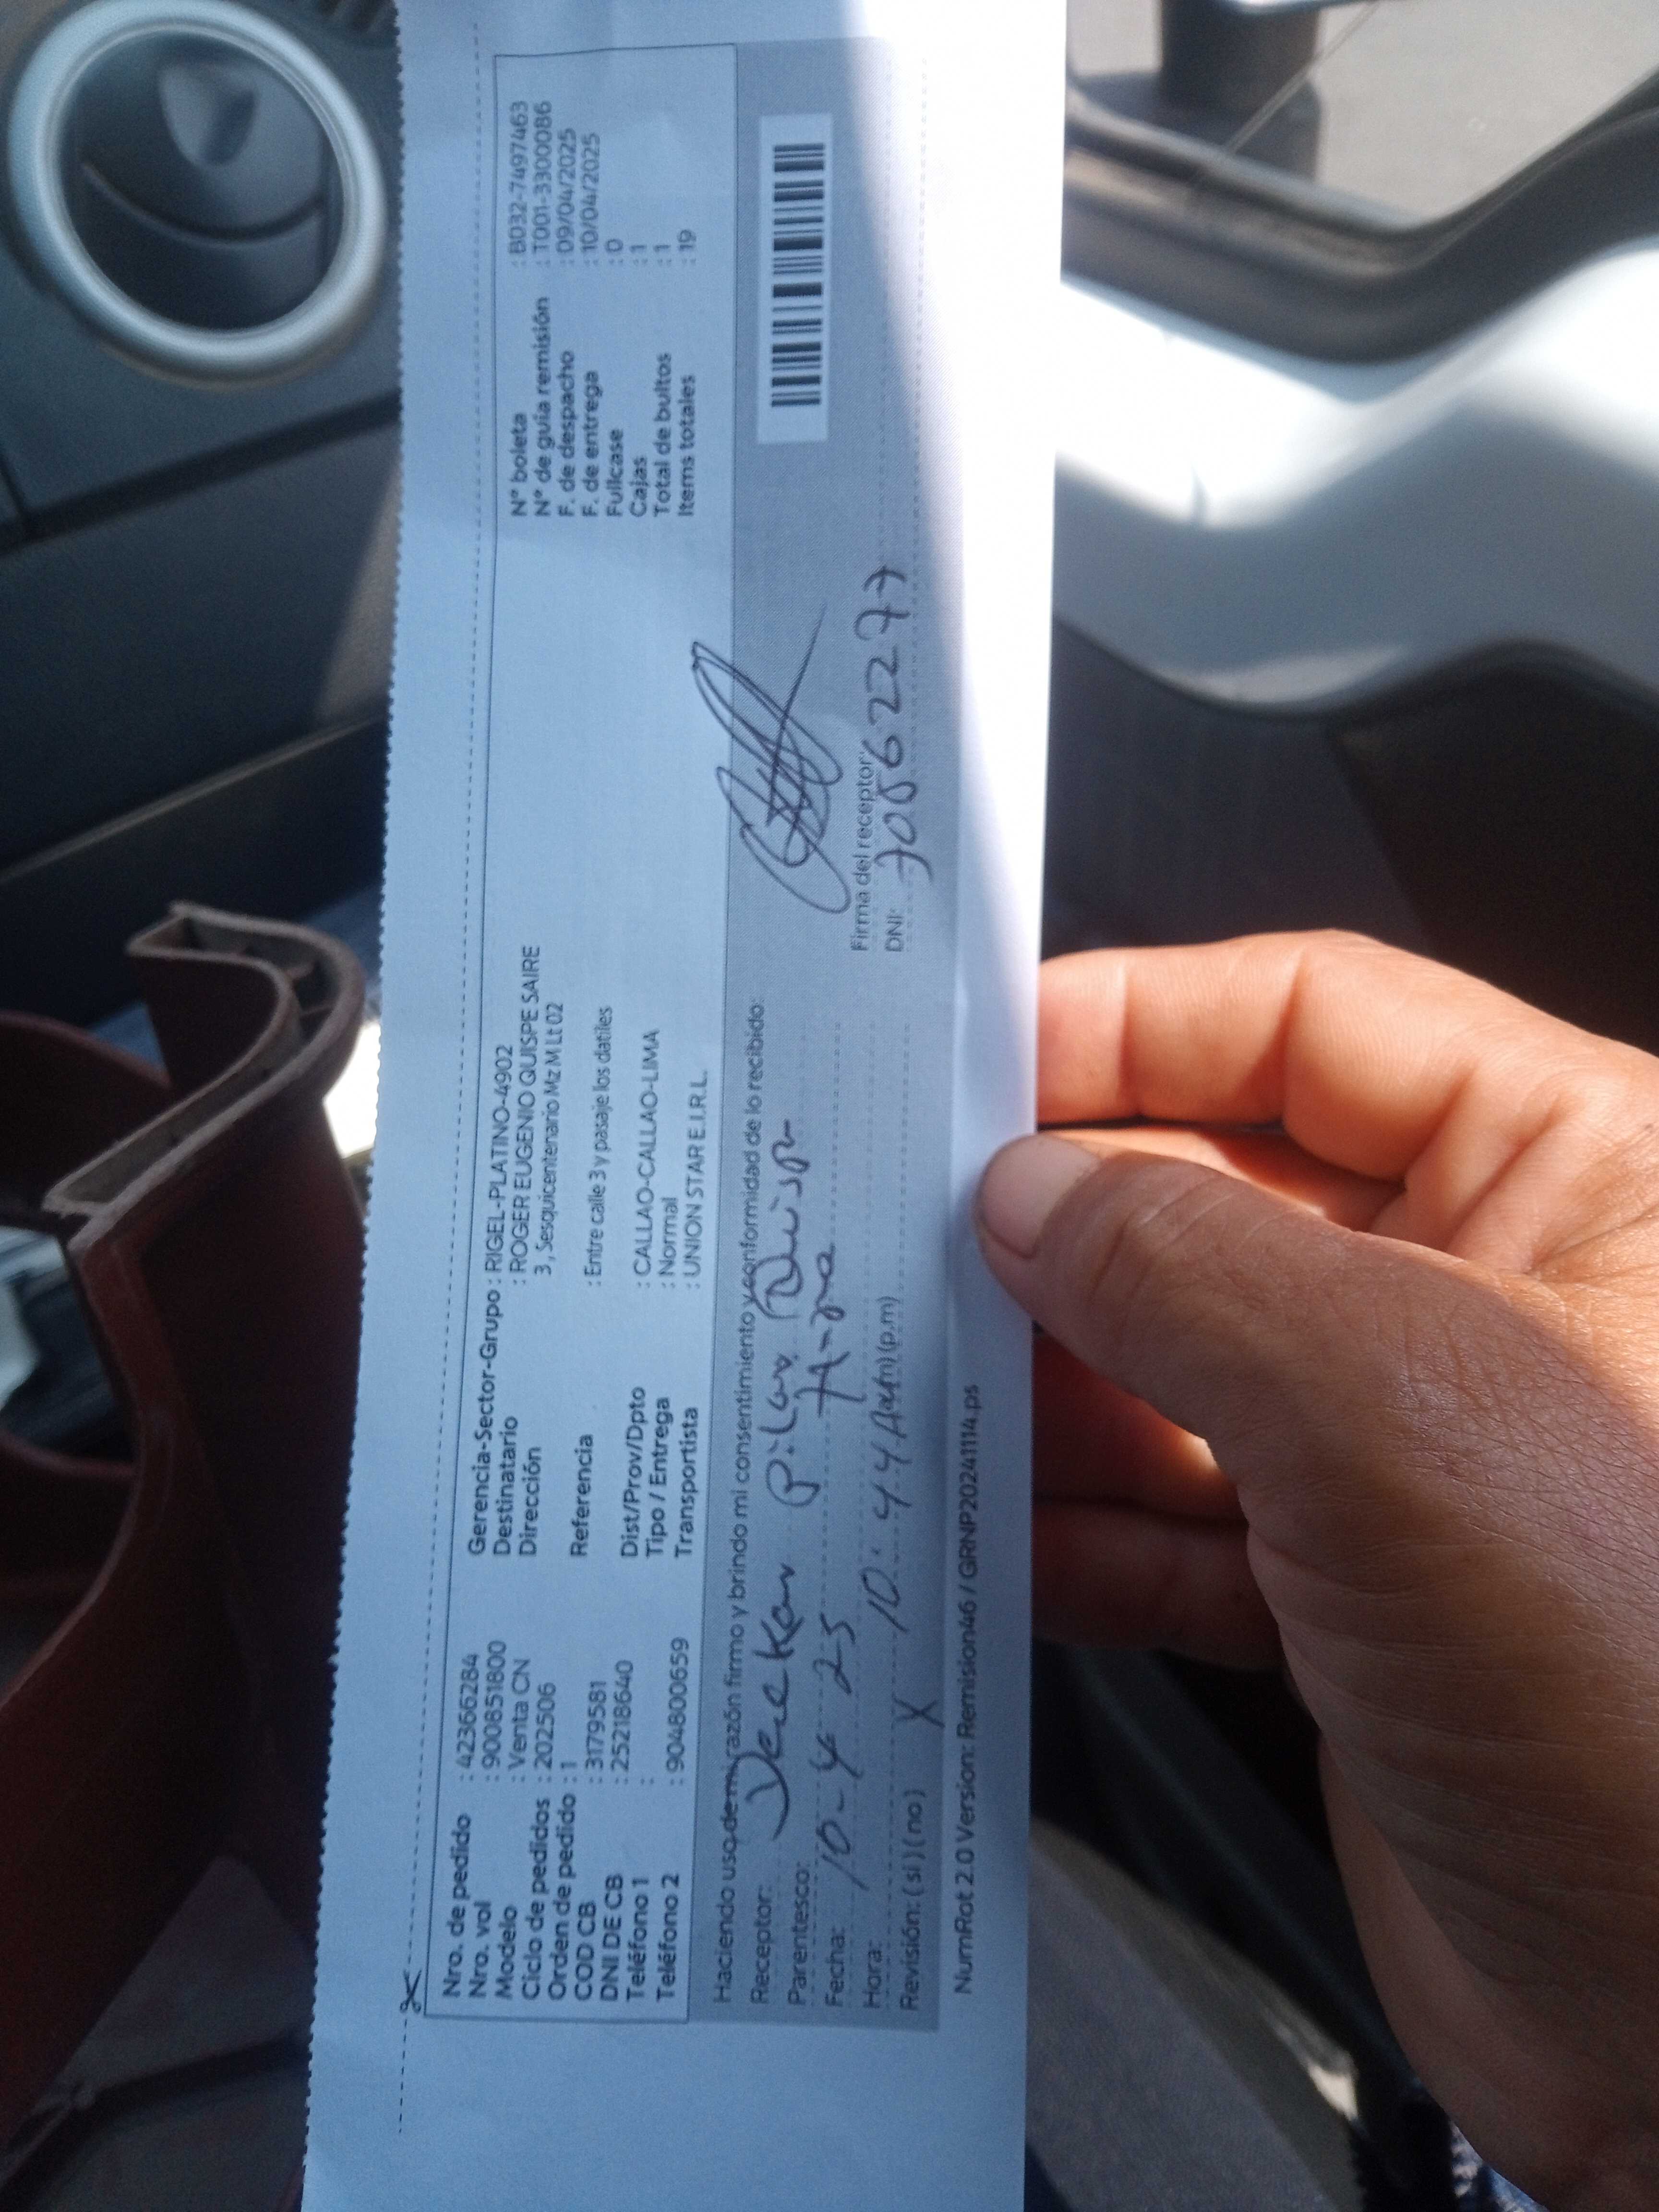 Nro. de pedido : 42366284
Nro. vol : 9008518OO
Modelo : Venta CN
Ciclo de pedidos : 202506
Orden de pedido : 1
COD CB : 3179581
DNI DE CB : 25218640
Teléfono 1 :
Teléfono 2 : 904800659
Gerencia-Sector-Grupo : RIGEL-PLATINO-4902
Destinatario : ROGER EUGENIO QUISPE SAIRE
Dirección 3 , Sesquicentenario Mz M Lt 02
Referencia : Entre calle 3 y pasaje los datiles
Dist/Prov/Dpto : CALLAO-CALLAO-LIMA
Tipo / Entrega : Normal
Transportista : UNION STAR E.I.R.L.
N° boleta : B032-7497463
N° de guía remisión : T001-3300086
F. de despacho : 09/04/2025
F. de entrega : 10/04/2025
Fullcase : 0
Cajas : 1
Total de bultos : 1
Items totales : 19
Haciendo uso de mi razón firmo y brindo mi consentimiento y conformidad de lo recibido:
Receptor: Pilar
Parentesco:
Fecha: 10-4-25
Hora: 10:44 (p.m)
Revisión: ( si ) ( no ) X
Firma del receptor:
DNI: 70862277
NumRot 2.0 Version: Remision46 / GRNP20241114.ps